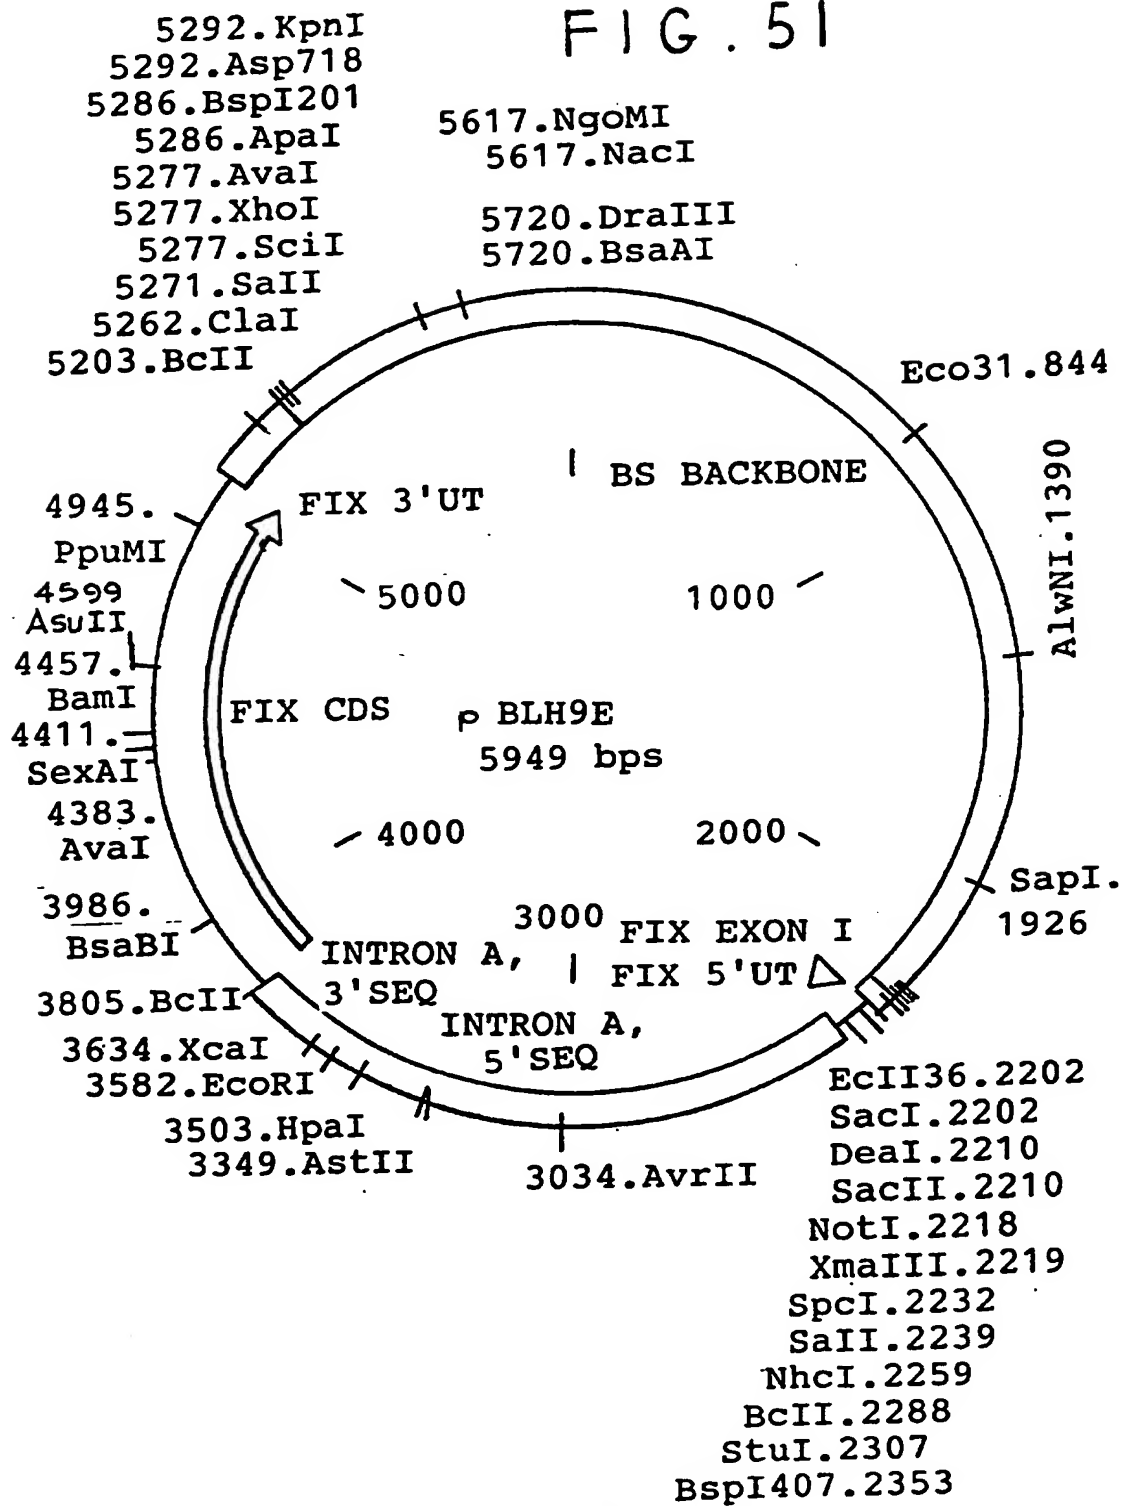 FIG. 51
5292.KpnI
5292.Asp718
5286.BspI201
5286.ApaI
5277.AvaI
5277.XhoI
5277.SciI
5271.SaII
5262.ClaI
5203.BcII
5617.NgoMI
5617.NacI
5720.DraIII
5720.BsaAI
Eco31.844
AlwNI.1390
SapI.
1926
4945.
PpuMI
4599
AsuII
4457.
BamI
4411.
SexAI
4383.
AvaI
3986.
BsaBI
3805.BcII
3634.XcaI
3582.EcoRI
3503.HpaI
3349.AstII
3034.AvrII
BS BACKBONE
FIX 3'UT
5000
1000
FIX CDS
p BLH9E
5949 bps
4000
2000
3000
FIX EXON I
FIX 5'UT
INTRON A,
3'SEQ
INTRON A,
5'SEQ
EcII36.2202
SacI.2202
DeaI.2210
SacII.2210
NotI.2218
XmaIII.2219
SpcI.2232
SaII.2239
NhcI.2259
BcII.2288
StuI.2307
BspI407.2353